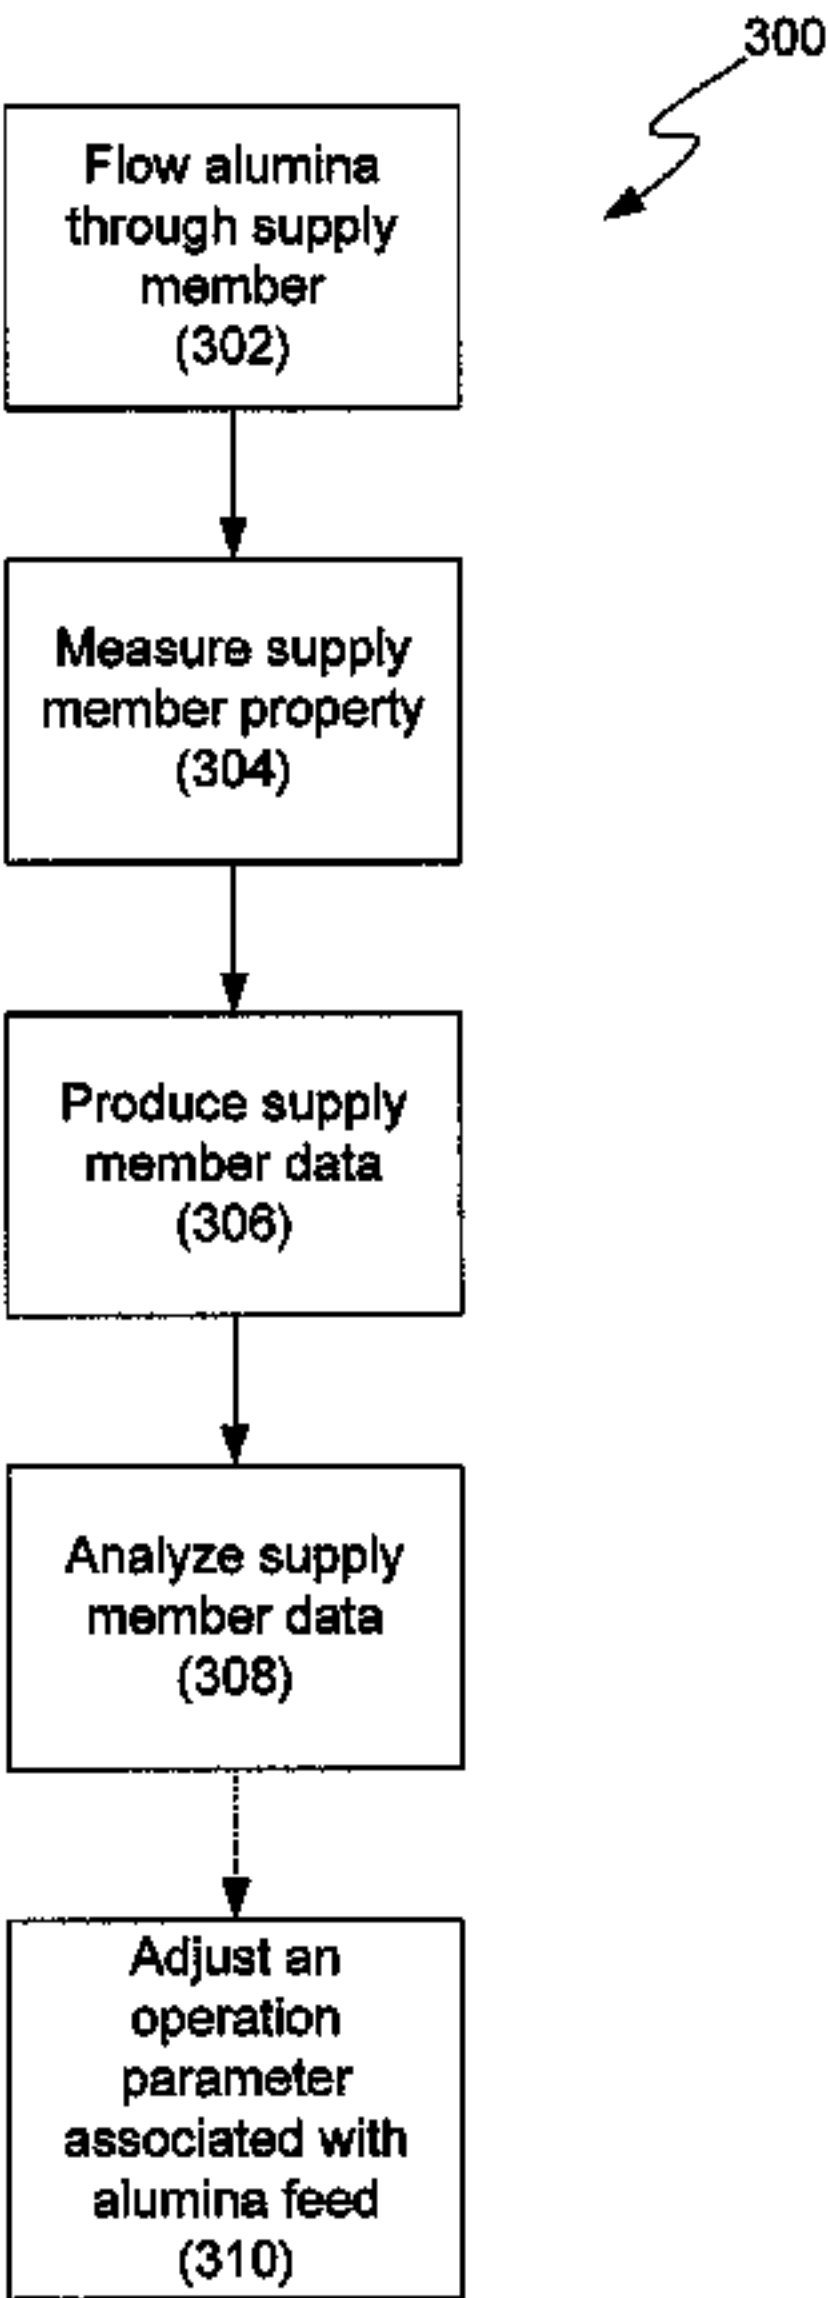 300
Flow alumina
through supply
member
(302)
Measure supply
member property
(304)
Produce supply
member data
(306)
Analyze supply
member data
(308)
Adjust an
operation
parameter
associated with
alumina feed
(310)